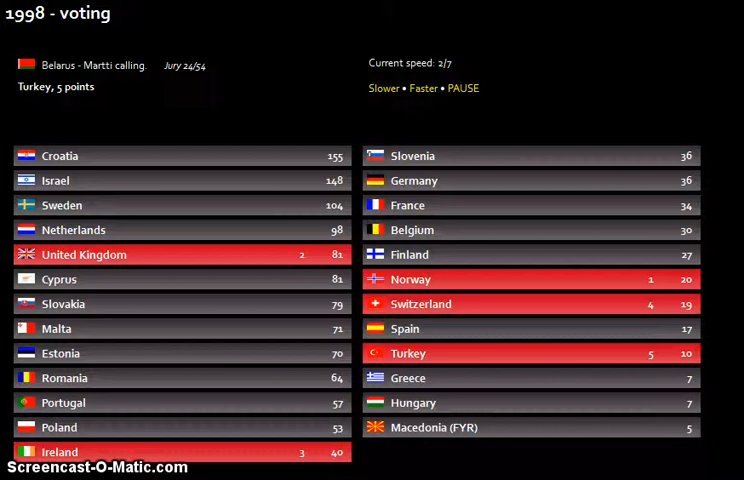 1998 - voting
Belarus - Martti calling. Jury 24/54
Turkey, 5 points
Current speed: 2/7
Slower • Faster • PAUSE
Croatia 155
Israel 148
Sweden 104
Netherlands 98
United Kingdom 2 81
Cyprus 81
Slovakia 79
Malta 71
Estonia 70
Romania 64
Portugal 57
Poland 53
Ireland 3 40
Slovenia 36
Germany 36
France 34
Belgium 30
Finland 27
Norway 1 20
Switzerland 4 19
Spain 17
Turkey 5 10
Greece 7
Hungary 7
Macedonia (FYR) 5
Screencast-O-Matic.com